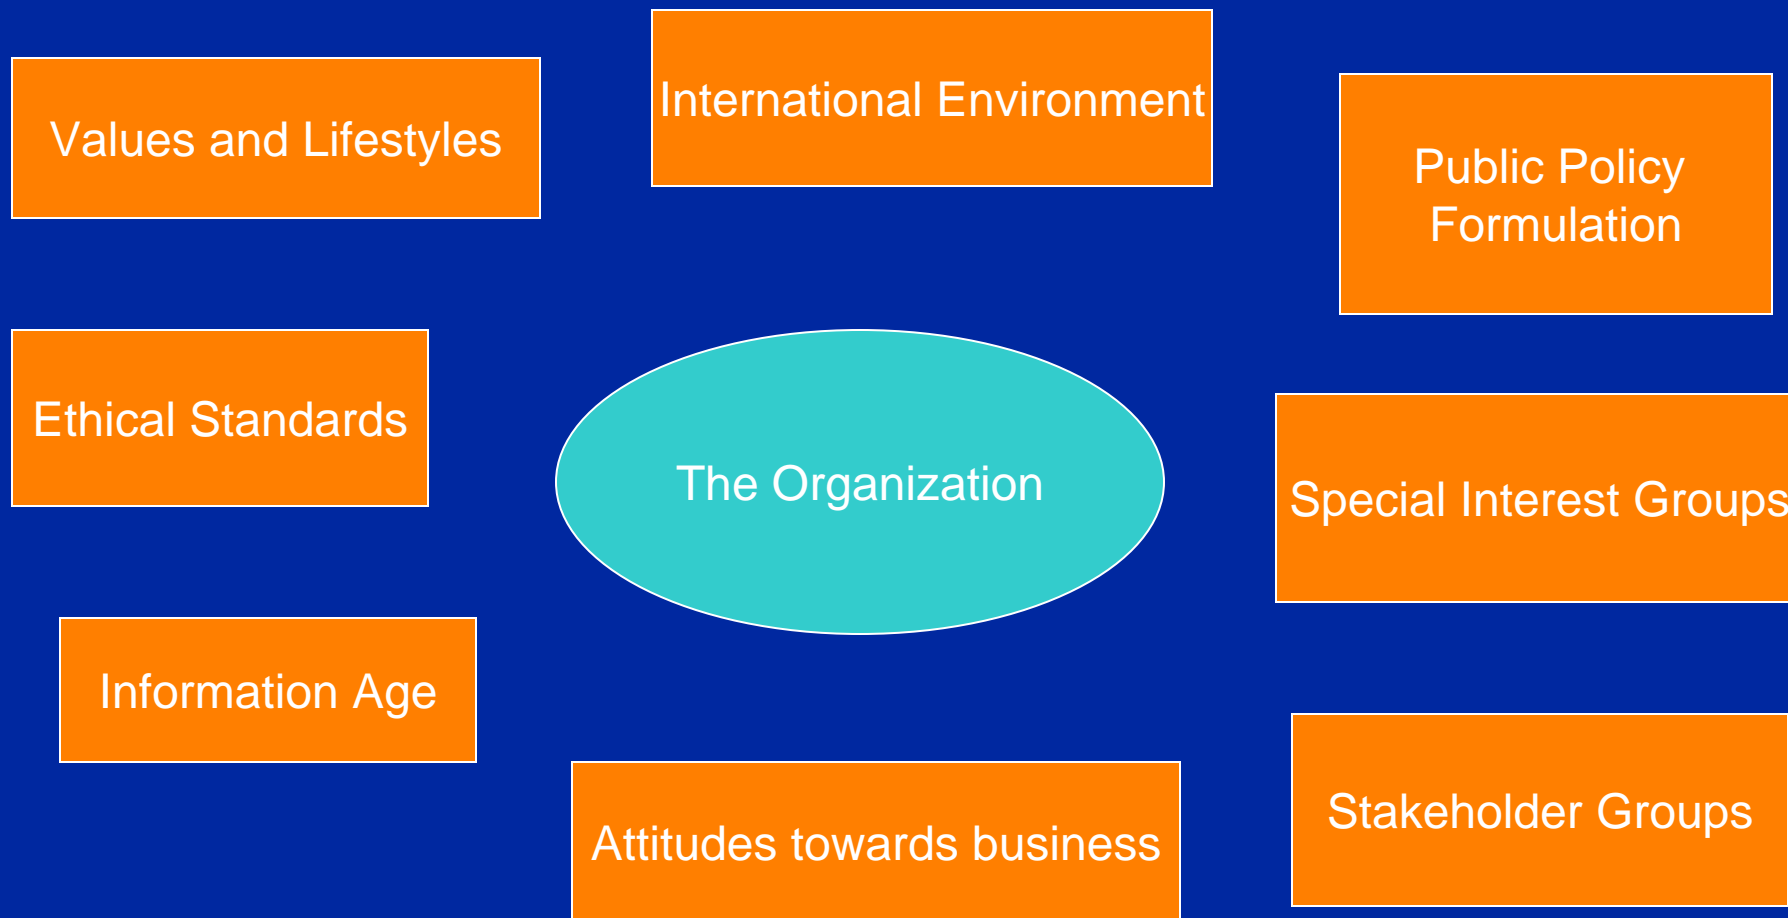 International Environment
Values and Lifestyles
Public Policy
Formulation
Ethical Standards
The Organization
Special Interest Groups
Information Age
Stakeholder Groups
Attitudes towards business